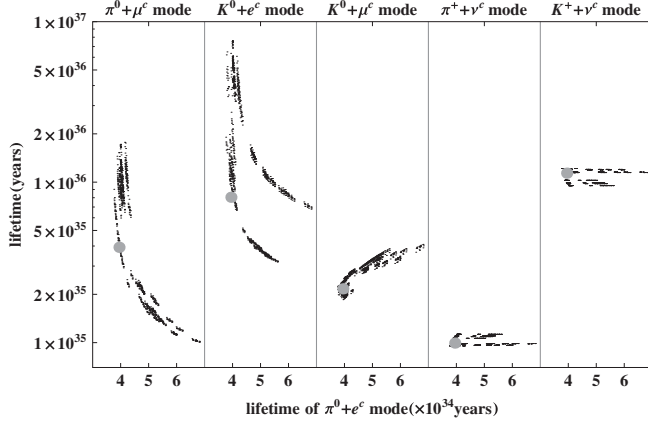 π⁰+μᶜ mode K⁰+eᶜ mode K⁰+μᶜ mode π⁺+νᶜ mode K⁺+νᶜ mode
1×10³⁷
5×10³⁶
2×10³⁶
1×10³⁶
5×10³⁵
2×10³⁵
1×10³⁵
lifetime(years)
4 5 6 4 5 6 4 5 6 4 5 6 4 5 6
lifetime of π⁰+eᶜ mode(×10³⁴years)